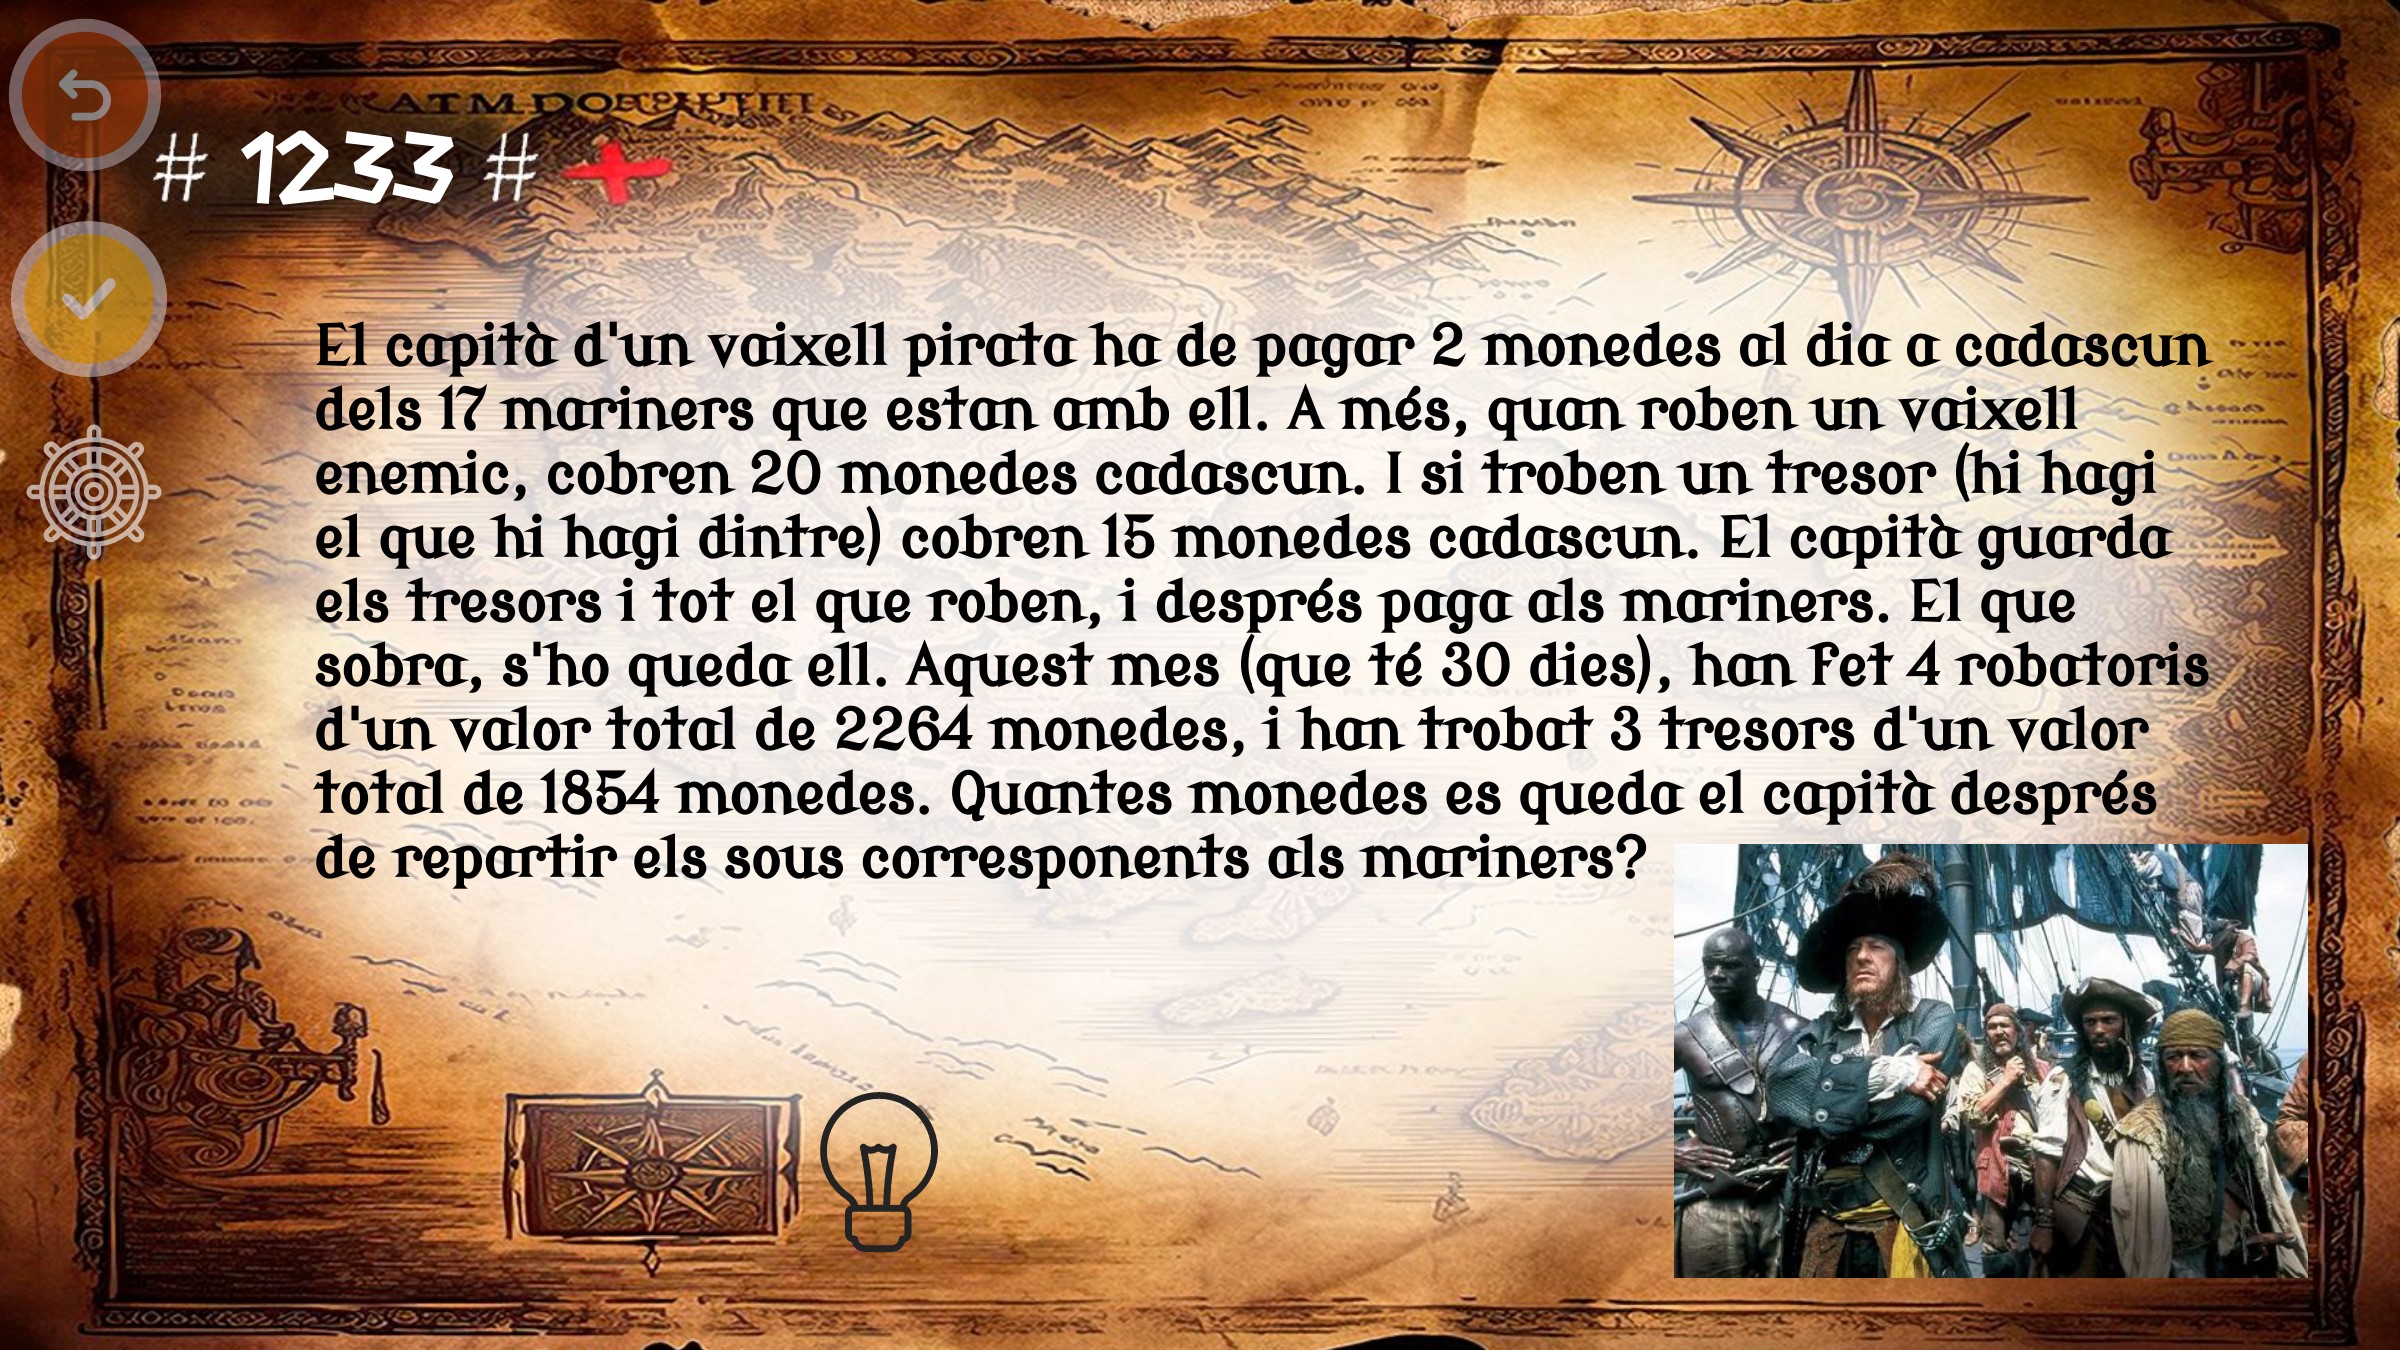 # 1233 #
El capità d'un vaixell pirata ha de pagar 2 monedes al dia a cadascun
dels 17 mariners que estan amb ell. A més, quan roben un vaixell
enemic, cobren 20 monedes cadascun. I si troben un tresor (hi hagi
el que hi hagi dintre) cobren 15 monedes cadascun. El capità guarda
els tresors i tot el que roben, i després paga als mariners. El que
sobra, s'ho queda ell. Aquest mes (que té 30 dies), han fet 4 robatoris
d'un valor total de 2264 monedes, i han trobat 3 tresors d'un valor
total de 1854 monedes. Quantes monedes es queda el capità després
de repartir els sous corresponents als mariners?